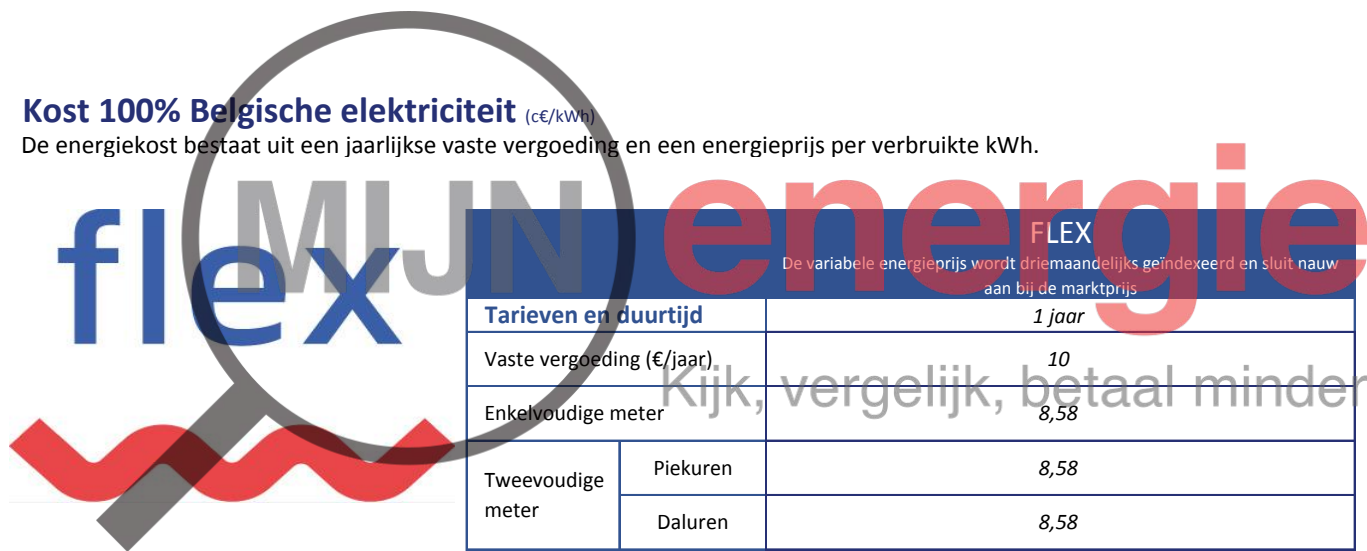 Kost 100% Belgische elektriciteit (c€/kWh)
De energiekost bestaat uit een jaarlijkse vaste vergoeding en een energieprijs per verbruikte kWh.
MIJN energie
flex
FLEX
De variabele energieprijs wordt driemaandelijks geïndexeerd en sluit nauw
aan bij de marktprijs
Tarieven en duurtijd 1 jaar
Vaste vergoeding (€/jaar) 10
Kijk, vergelijk, betaal minder
Enkelvoudige meter 8,58
Tweevoudige meter Piekuren 8,58
Daluren 8,58